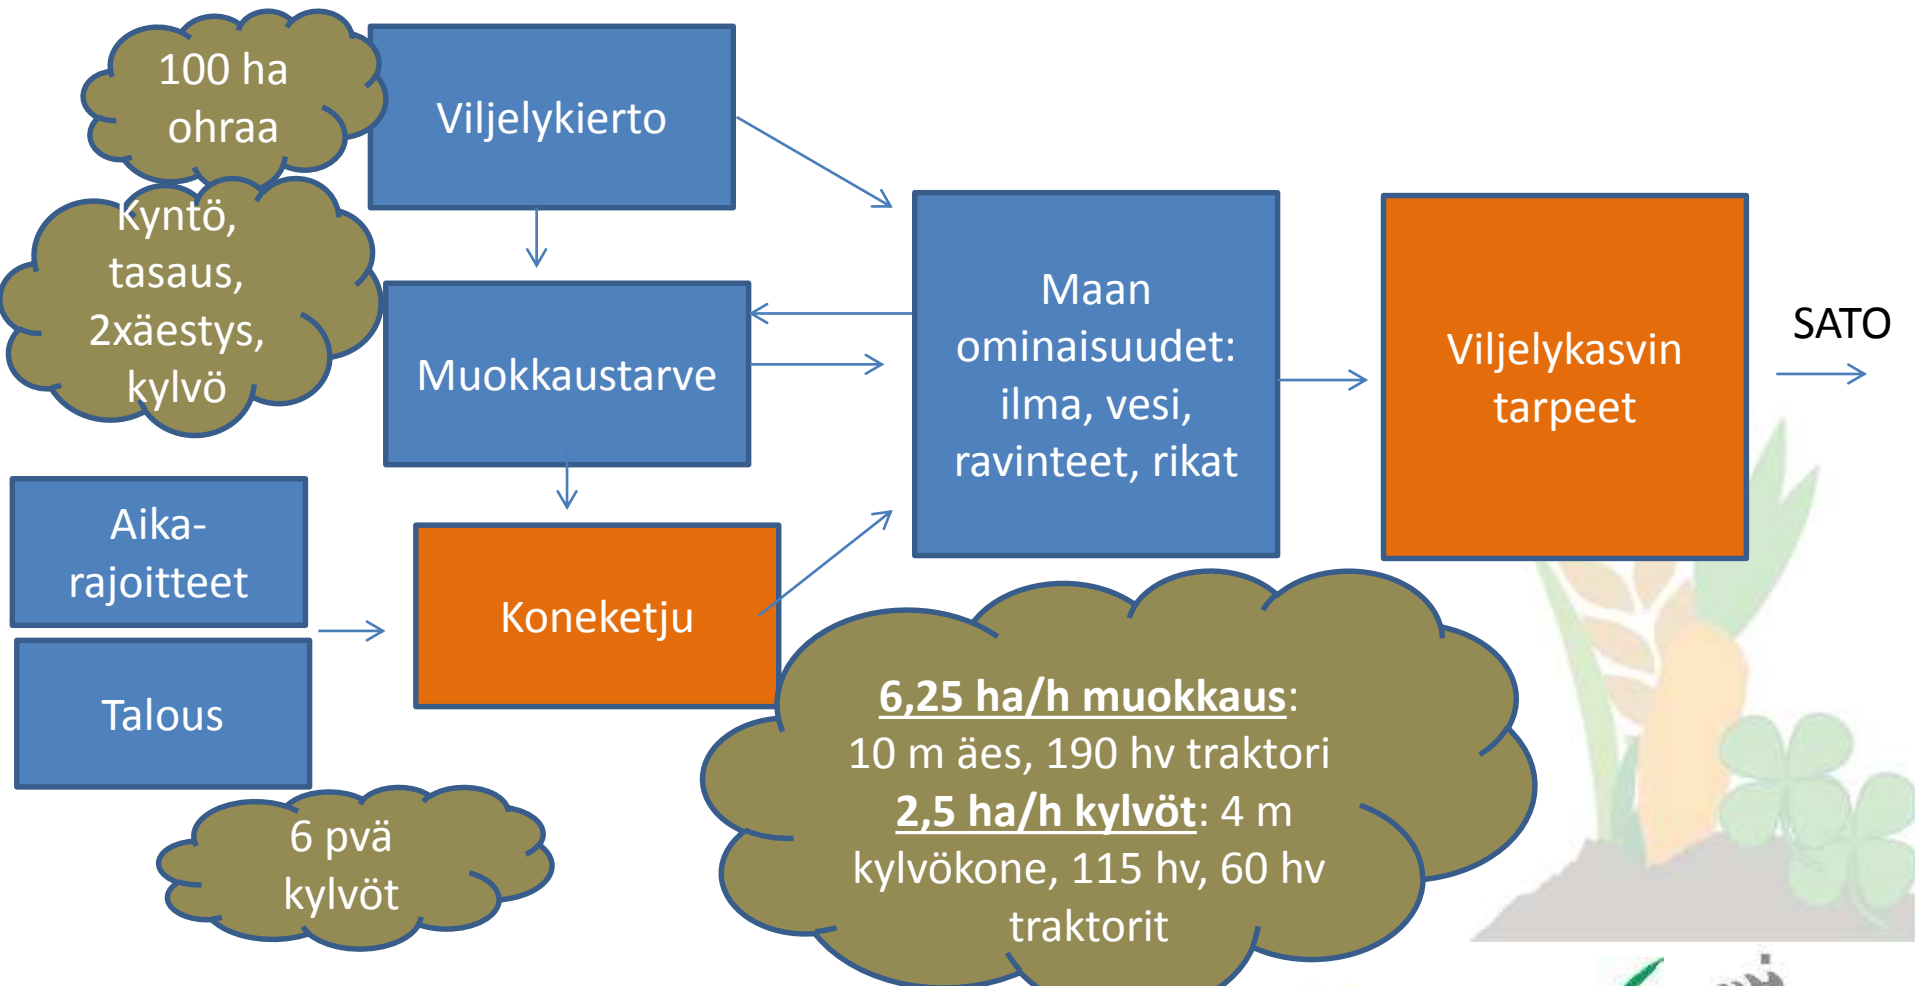 100 ha
ohraa
Viljelykierto
Kyntö,
tasaus,
2xäestys,
kylvö
Muokkaustarve
Maan
ominaisuudet:
ilma, vesi,
ravinteet, rikat
Viljelykasvin
tarpeet
SATO
Aika-
rajoitteet
Talous
Koneketju
6 pvä
kylvöt
6,25 ha/h muokkaus:
10 m äes, 190 hv traktori
2,5 ha/h kylvöt: 4 m
kylvökone, 115 hv, 60 hv
traktorit